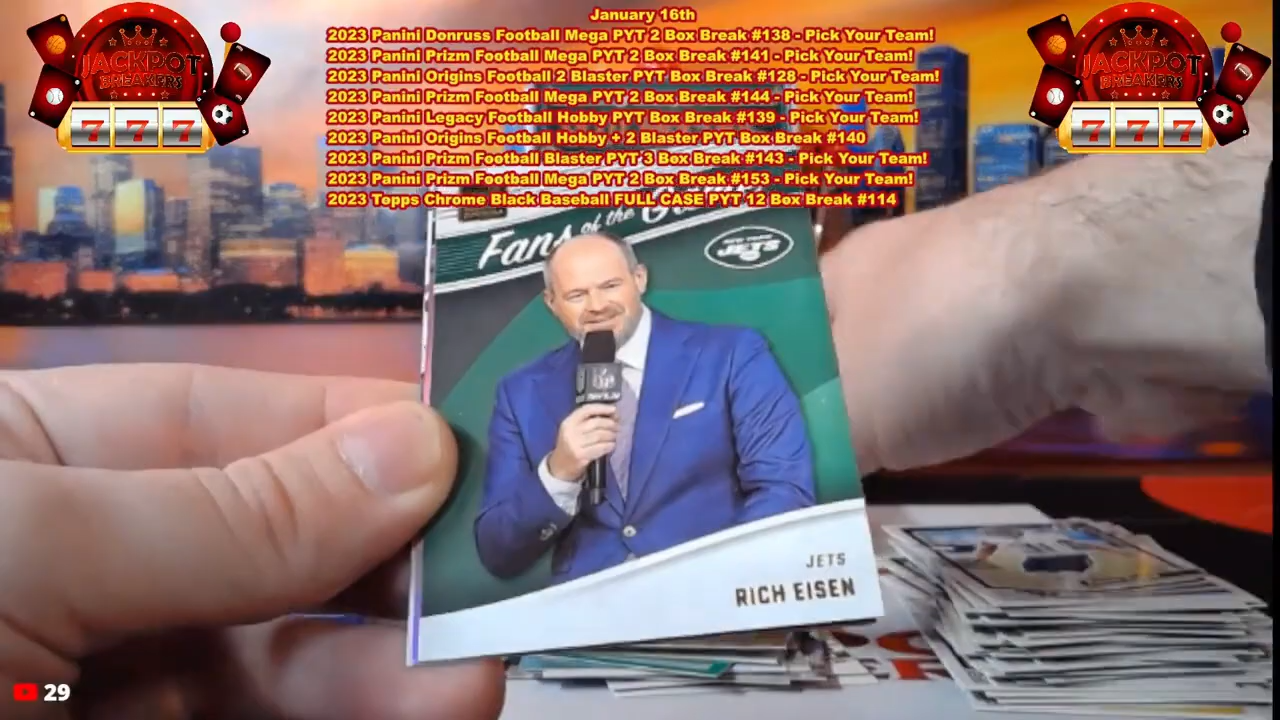 January 16th
2023 Panini Donruss Football Mega PYT 2 Box Break #138 - Pick Your Team!
2023 Panini Prizm Football Mega PYT 2 Box Break #141 - Pick Your Team!
2023 Panini Origins Football 2 Blaster PYT Box Break #128 - Pick Your Team!
2023 Panini Prizm Football Mega PYT 2 Box Break #144 - Pick Your Team!
2023 Panini Legacy Football Hobby PYT Box Break #139 - Pick Your Team!
2023 Panini Origins Football Hobby + 2 Blaster PYT Box Break #140
2023 Panini Prizm Football Blaster PYT 3 Box Break #143 - Pick Your Team!
2023 Panini Prizm Football Mega PYT 2 Box Break #153 - Pick Your Team!
2023 Topps Chrome Black Baseball FULL CASE PYT 12 Box Break #114
JACKPOT
BREAKERS
7 7 7
JACKPOT
BREAKERS
7 7 7
Fans of the
NEW YORK
JETS
NFL
JETS
RICH EISEN
29